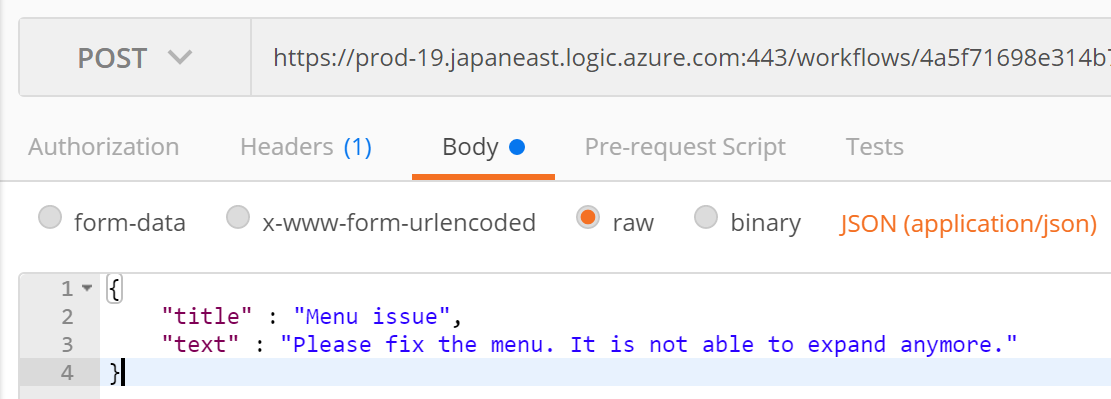 POST https://prod-19.japaneast.logic.azure.com:443/workflows/4a5f71698e314b7
Authorization Headers (1) Body Pre-request Script Tests
form-data x-www-form-urlencoded raw binary JSON (application/json)
1 {
2 "title" : "Menu issue",
3 "text" : "Please fix the menu. It is not able to expand anymore."
4 }